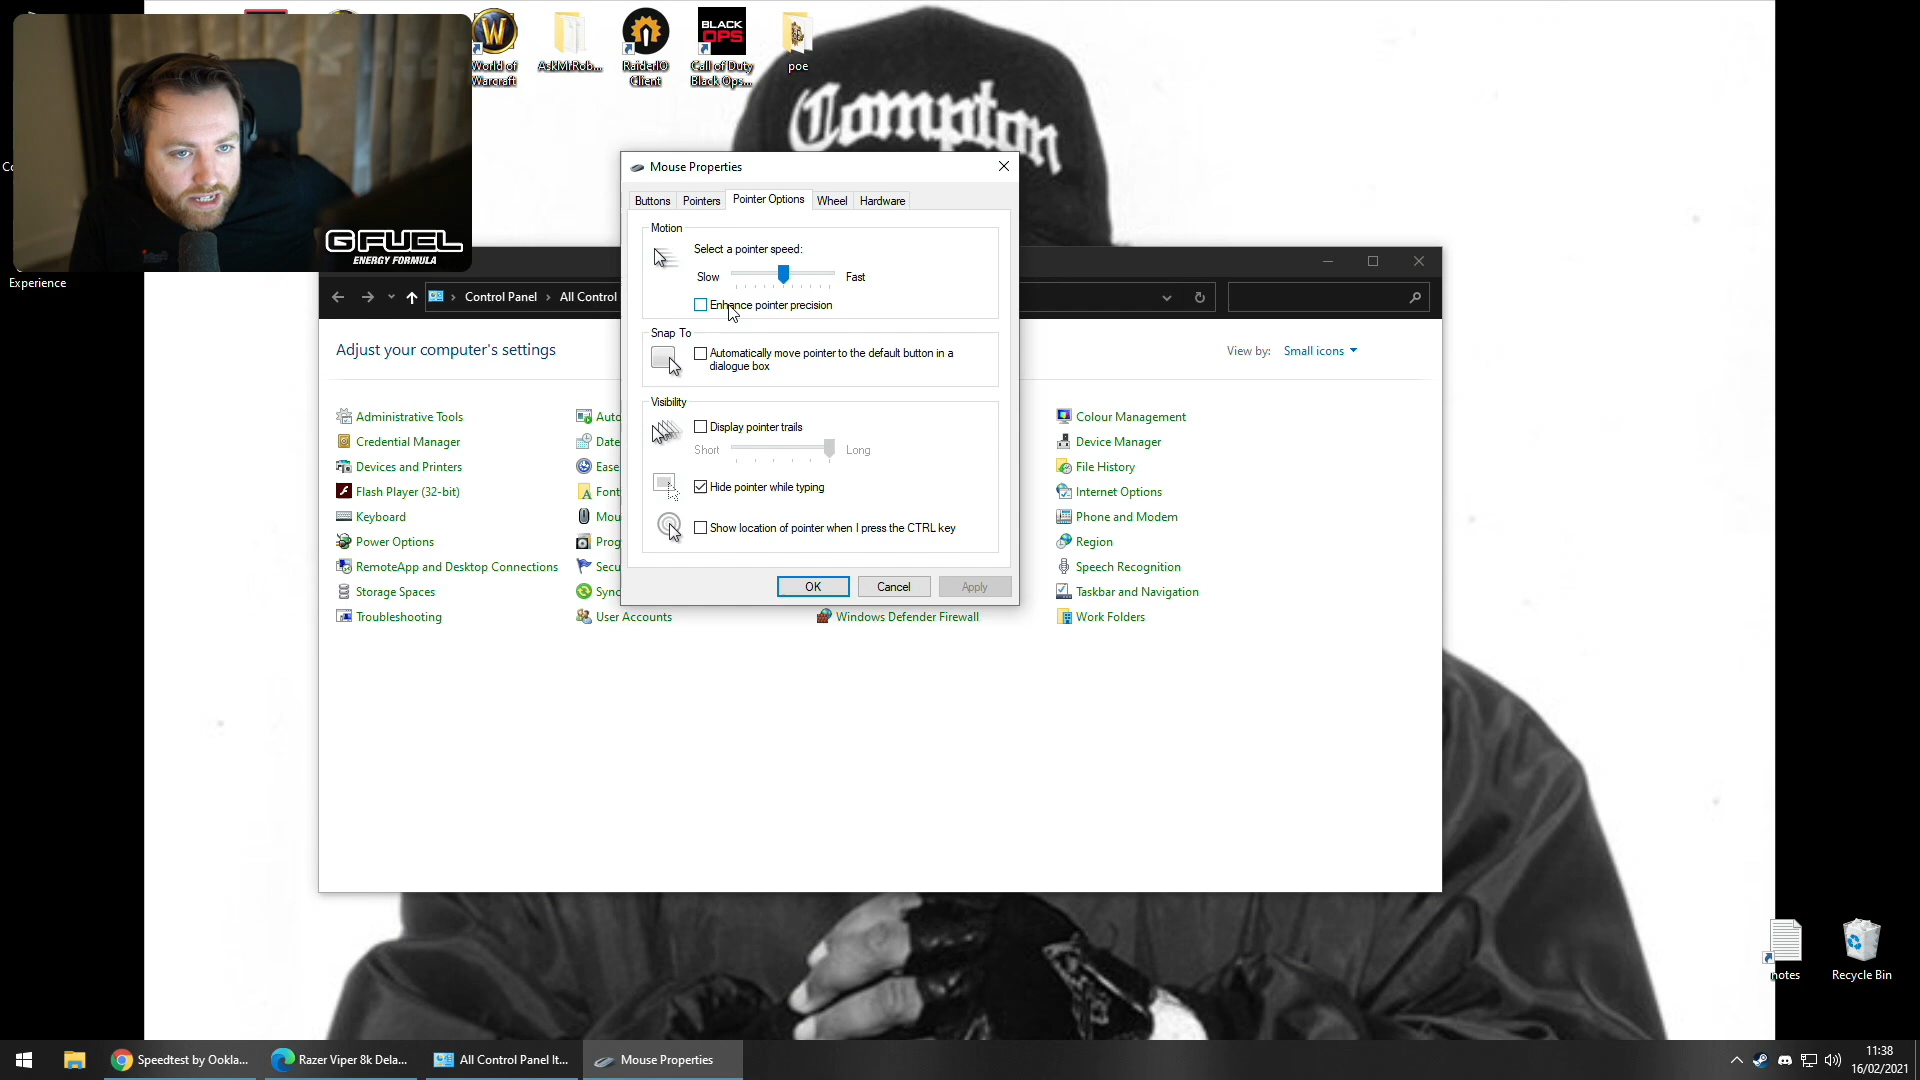 World of
Warcraft
AskMrRob...
RaiderIO
Client
BLACK
OPS
Call of Duty
Black Ops...
poe
Compton
G FUEL
ENERGY FORMULA
Experience
Mouse Properties
Buttons
Pointers
Pointer Options
Wheel
Hardware
Motion
Select a pointer speed:
Slow
Fast
Enhance pointer precision
Snap To
Automatically move pointer to the default button in a
dialogue box
Visibility
Display pointer trails
Short
Long
Hide pointer while typing
Show location of pointer when I press the CTRL key
OK
Cancel
Apply
Control Panel
All Control
Adjust your computer's settings
View by:
Small icons
Administrative Tools
Credential Manager
Devices and Printers
Flash Player (32-bit)
Keyboard
Power Options
RemoteApp and Desktop Connections
Storage Spaces
Troubleshooting
Auto
Date
Ease
Font
Mou
Prog
Secu
Sync
User Accounts
Windows Defender Firewall
Colour Management
Device Manager
File History
Internet Options
Phone and Modem
Region
Speech Recognition
Taskbar and Navigation
Work Folders
notes
Recycle Bin
Speedtest by Ookla...
Razer Viper 8k Dela...
All Control Panel It...
Mouse Properties
11:38
16/02/2021